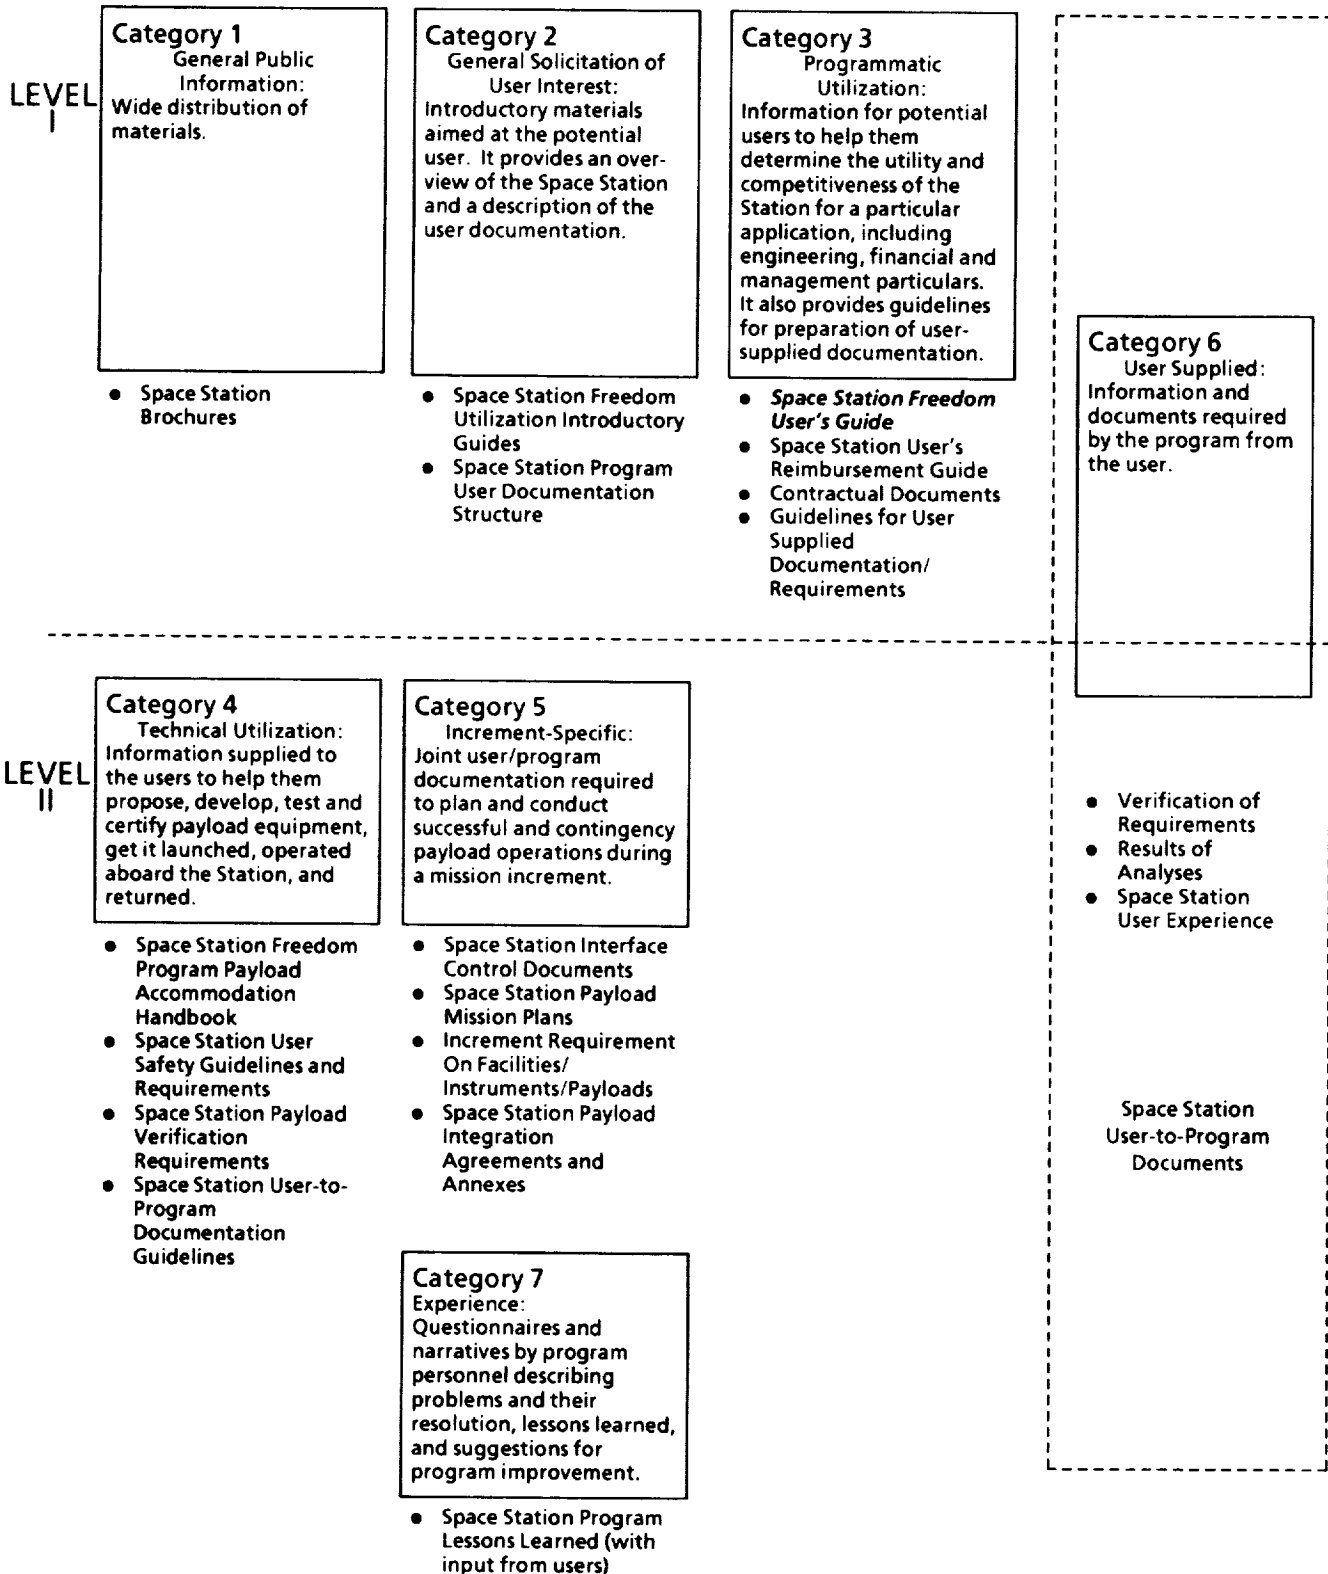 LEVEL
I
Category 1
General Public
Information:
Wide distribution of
materials.
● Space Station
Brochures
Category 2
General Solicitation of
User Interest:
Introductory materials
aimed at the potential
user. It provides an over-
view of the Space Station
and a description of the
user documentation.
● Space Station Freedom
Utilization Introductory
Guides
● Space Station Program
User Documentation
Structure
Category 3
Programmatic
Utilization:
Information for potential
users to help them
determine the utility and
competitiveness of the
Station for a particular
application, including
engineering, financial and
management particulars.
It also provides guidelines
for preparation of user-
supplied documentation.
● Space Station Freedom
User's Guide
● Space Station User's
Reimbursement Guide
● Contractual Documents
● Guidelines for User
Supplied
Documentation/
Requirements
Category 6
User Supplied:
Information and
documents required
by the program from
the user.
● Verification of
Requirements
● Results of
Analyses
● Space Station
User Experience
Space Station
User-to-Program
Documents
LEVEL
II
Category 4
Technical Utilization:
Information supplied to
the users to help them
propose, develop, test and
certify payload equipment,
get it launched, operated
aboard the Station, and
returned.
● Space Station Freedom
Program Payload
Accommodation
Handbook
● Space Station User
Safety Guidelines and
Requirements
● Space Station Payload
Verification
Requirements
● Space Station User-to-
Program
Documentation
Guidelines
Category 5
Increment-Specific:
Joint user/program
documentation required
to plan and conduct
successful and contingency
payload operations during
a mission increment.
● Space Station Interface
Control Documents
● Space Station Payload
Mission Plans
● Increment Requirement
On Facilities/
Instruments/Payloads
● Space Station Payload
Integration
Agreements and
Annexes
Category 7
Experience:
Questionnaires and
narratives by program
personnel describing
problems and their
resolution, lessons learned,
and suggestions for
program improvement.
● Space Station Program
Lessons Learned (with
input from users)